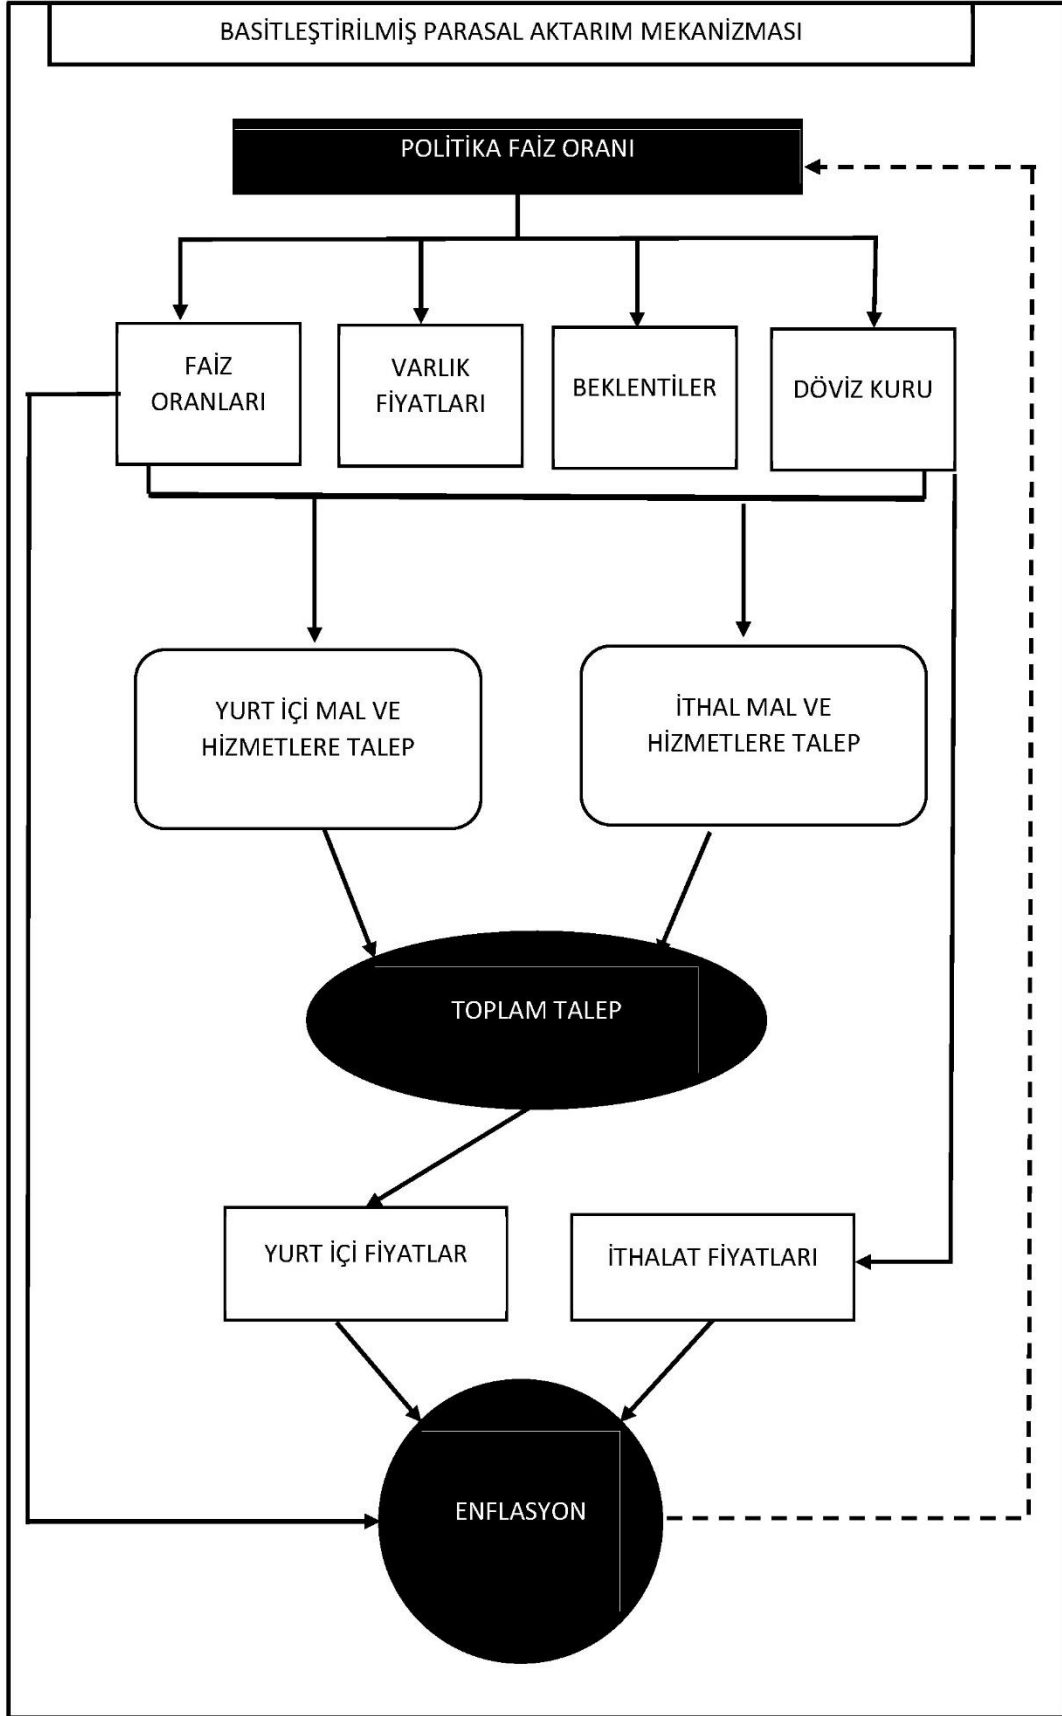 BASİTLEŞTİRİLMİŞ PARASAL AKTARIM MEKANİZMASI
POLİTİKA FAİZ ORANI
FAİZ
ORANLARI
VARLIK
FİYATLARI
BEKLENTİLER
DÖVİZ KURU
YURT İÇİ MAL VE
HİZMETLERE TALEP
İTHAL MAL VE
HİZMETLERE TALEP
TOPLAM TALEP
YURT İÇİ FİYATLAR
İTHALAT FİYATLARI
ENFLASYON